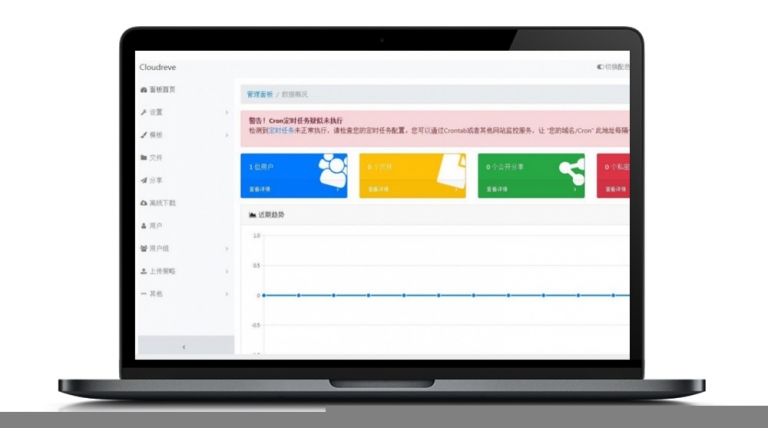 Cloudreve
切换配色
面板首页
设置
模板
文件
分享
离线下载
用户
用户组
上传策略
其他
管理面板 / 数据概况
警告！Cron定时任务疑似未执行
检测到定时任务未正常执行，请检查您的定时任务配置，您可以通过Crontab或者其他网站监控服务，让 "您的域名/Cron" 此地址每隔
1 位用户
查看详情
0 个文件
查看详情
0 个公开分享
查看详情
0 个私密
查看详情
近期趋势
1.0
0.5
0
-0.5